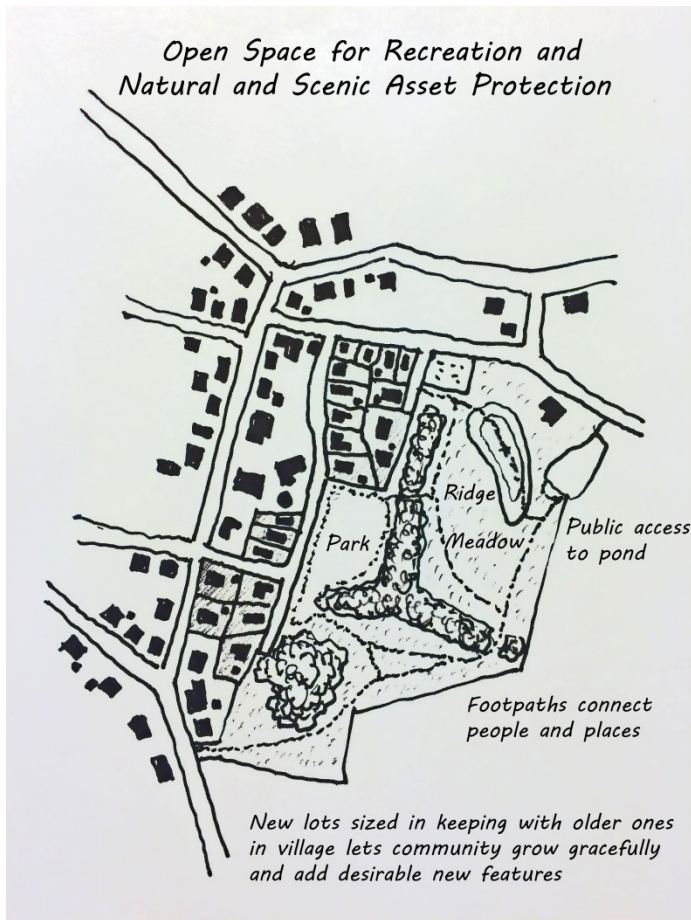 Open Space for Recreation and
Natural and Scenic Asset Protection
Ridge
Park
Meadow
Public access
to pond
Footpaths connect
people and places
New lots sized in keeping with older ones
in village lets community grow gracefully
and add desirable new features